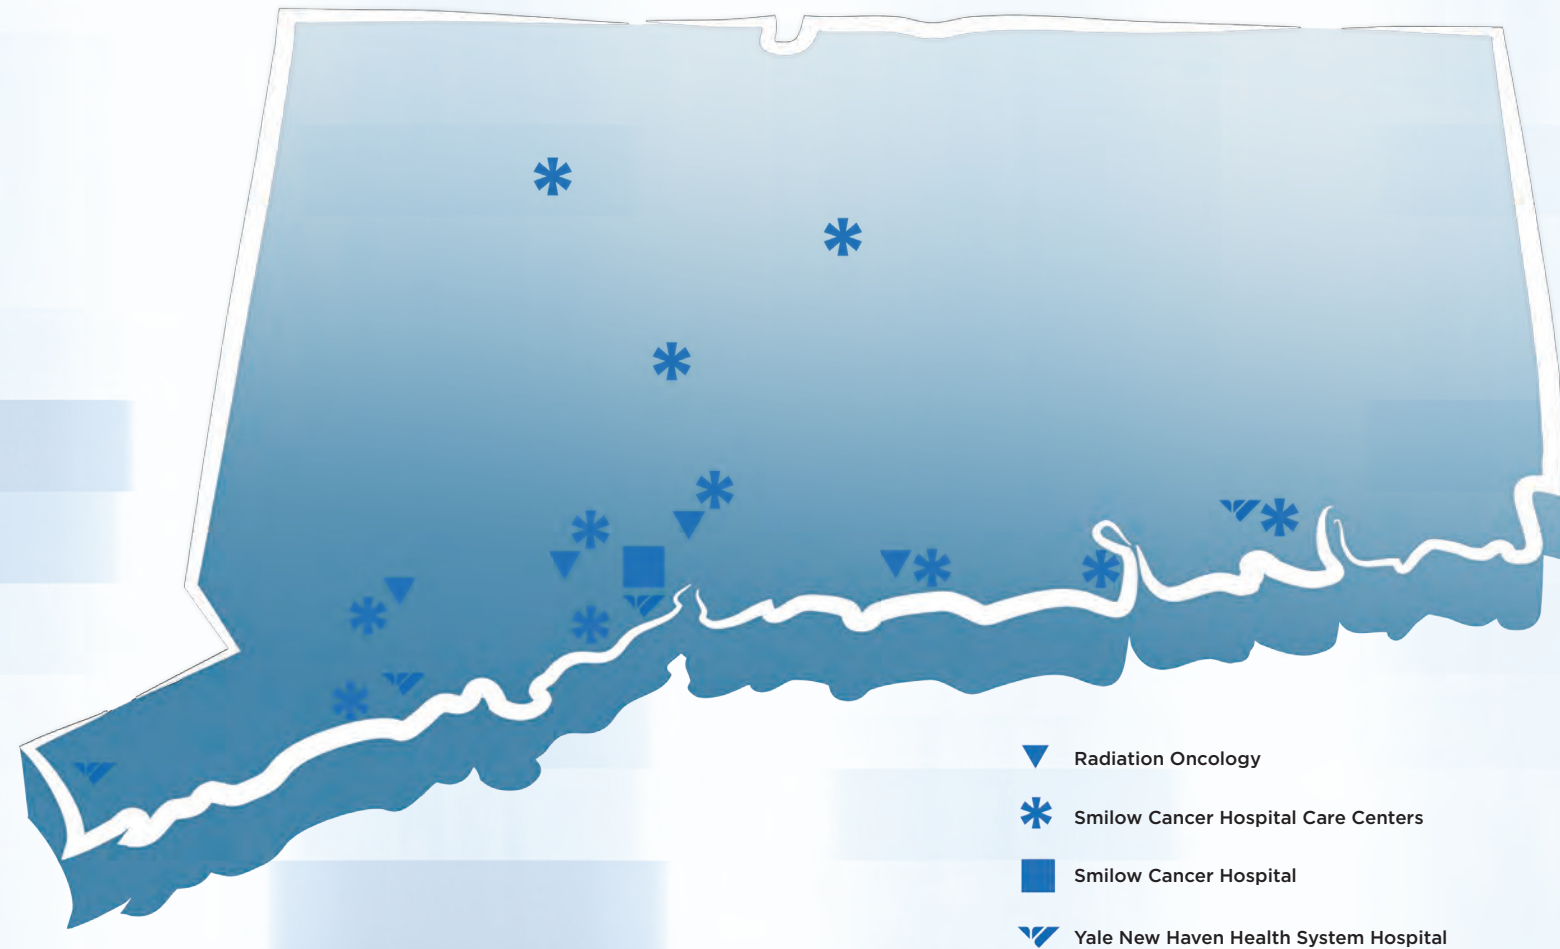 Radiation Oncology
Smilow Cancer Hospital Care Centers
Smilow Cancer Hospital
Yale New Haven Health System Hospital